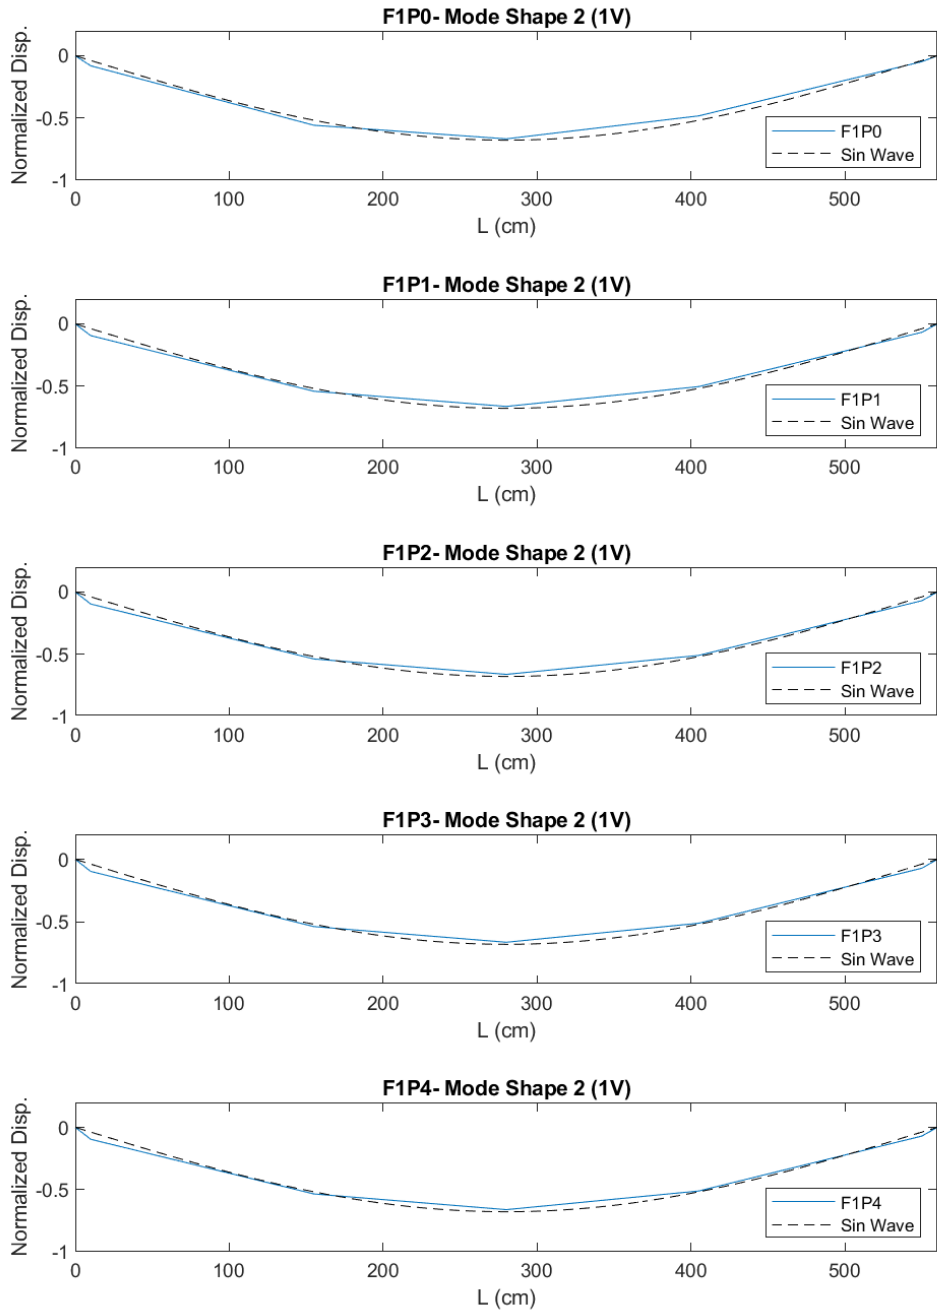 F1P0- Mode Shape 2 (1V)
Normalized Disp.
0
-0.5
-1
F1P0
Sin Wave
0 100 200 300 400 500
L (cm)
F1P1- Mode Shape 2 (1V)
Normalized Disp.
0
-0.5
-1
F1P1
Sin Wave
0 100 200 300 400 500
L (cm)
F1P2- Mode Shape 2 (1V)
Normalized Disp.
0
-0.5
-1
F1P2
Sin Wave
0 100 200 300 400 500
L (cm)
F1P3- Mode Shape 2 (1V)
Normalized Disp.
0
-0.5
-1
F1P3
Sin Wave
0 100 200 300 400 500
L (cm)
F1P4- Mode Shape 2 (1V)
Normalized Disp.
0
-0.5
-1
F1P4
Sin Wave
0 100 200 300 400 500
L (cm)